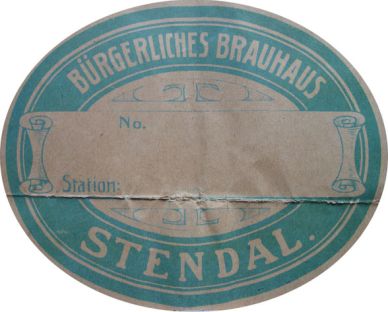 BÜRGERLICHES BRAUHAUS
No.
Station:
STENDAL.